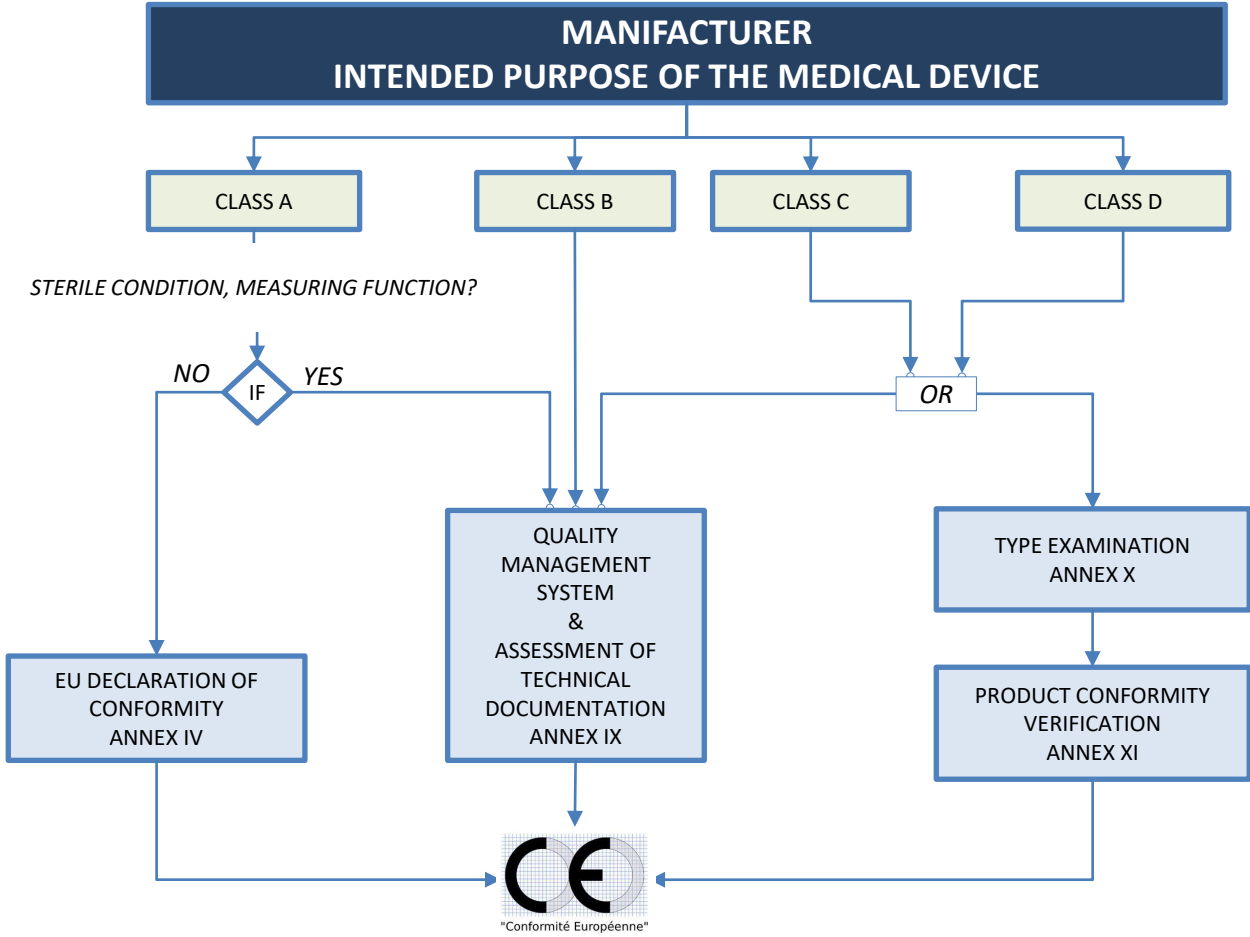 MANIFACTURER
INTENDED PURPOSE OF THE MEDICAL DEVICE
CLASS A
CLASS B
CLASS C
CLASS D
STERILE CONDITION, MEASURING FUNCTION?
NO
IF
YES
OR
QUALITY
MANAGEMENT
SYSTEM
&
ASSESSMENT OF
TECHNICAL
DOCUMENTATION
ANNEX IX
TYPE EXAMINATION
ANNEX X
EU DECLARATION OF
CONFORMITY
ANNEX IV
PRODUCT CONFORMITY
VERIFICATION
ANNEX XI
CE
"Conformité Européenne"